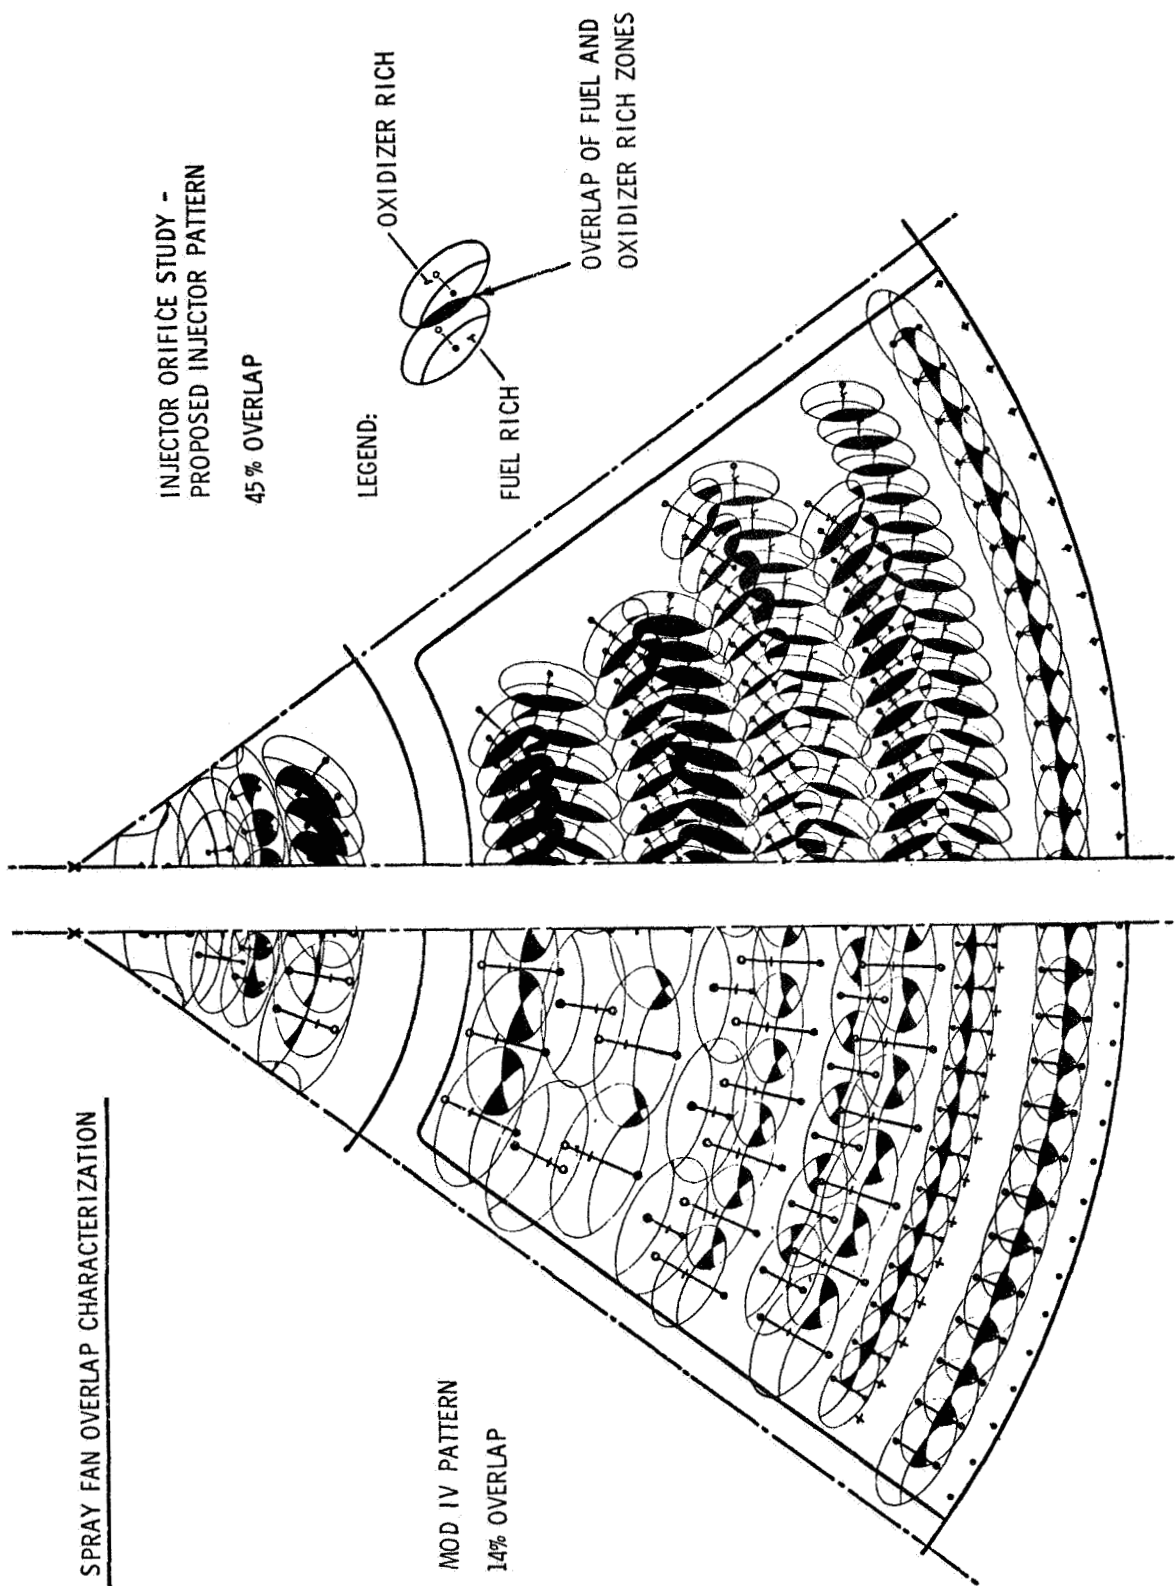 SPRAY FAN OVERLAP CHARACTERIZATION
MOD IV PATTERN
14% OVERLAP
INJECTOR ORIFICE STUDY -
PROPOSED INJECTOR PATTERN
45% OVERLAP
LEGEND:
OXIDIZER RICH
FUEL RICH
OVERLAP OF FUEL AND
OXIDIZER RICH ZONES